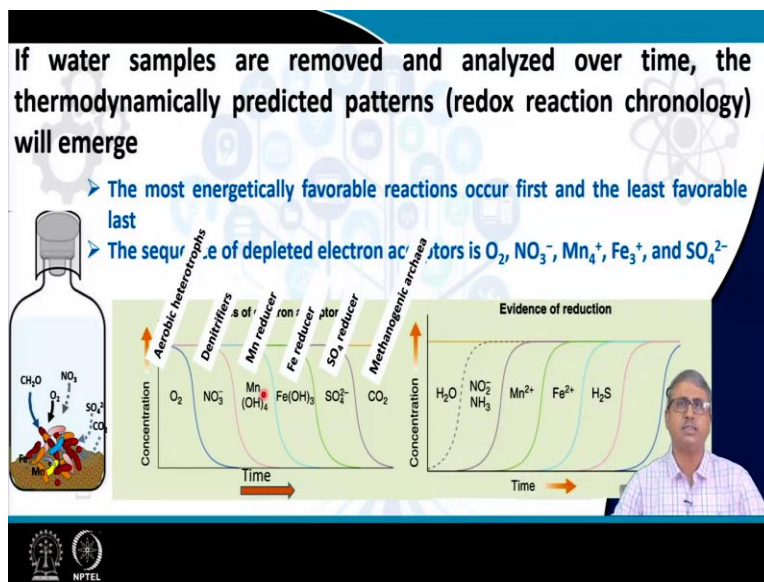 If water samples are removed and analyzed over time, the
thermodynamically predicted patterns (redox reaction chronology)
will emerge
➢ The most energetically favorable reactions occur first and the least favorable
last
➢ The sequence of depleted electron acceptors is O₂, NO₃⁻, Mn₄⁺, Fe₃⁺, and SO₄²⁻
Aerobic heterotrophs
Denitrifiers
Mn reducer
Fe reducer
SO₄ reducer
Methanogenic archaea
Concentration
O₂
NO₃⁻
Mn
(OH)₄
Fe(OH)₃
SO₄²⁻
CO₂
Time
Evidence of reduction
Concentration
H₂O
NO₂⁻
NH₃
Mn²⁺
Fe²⁺
H₂S
Time
CH₂O
O₂
NO₃
SO₄²
CO₂
Fe
Mn
NPTEL